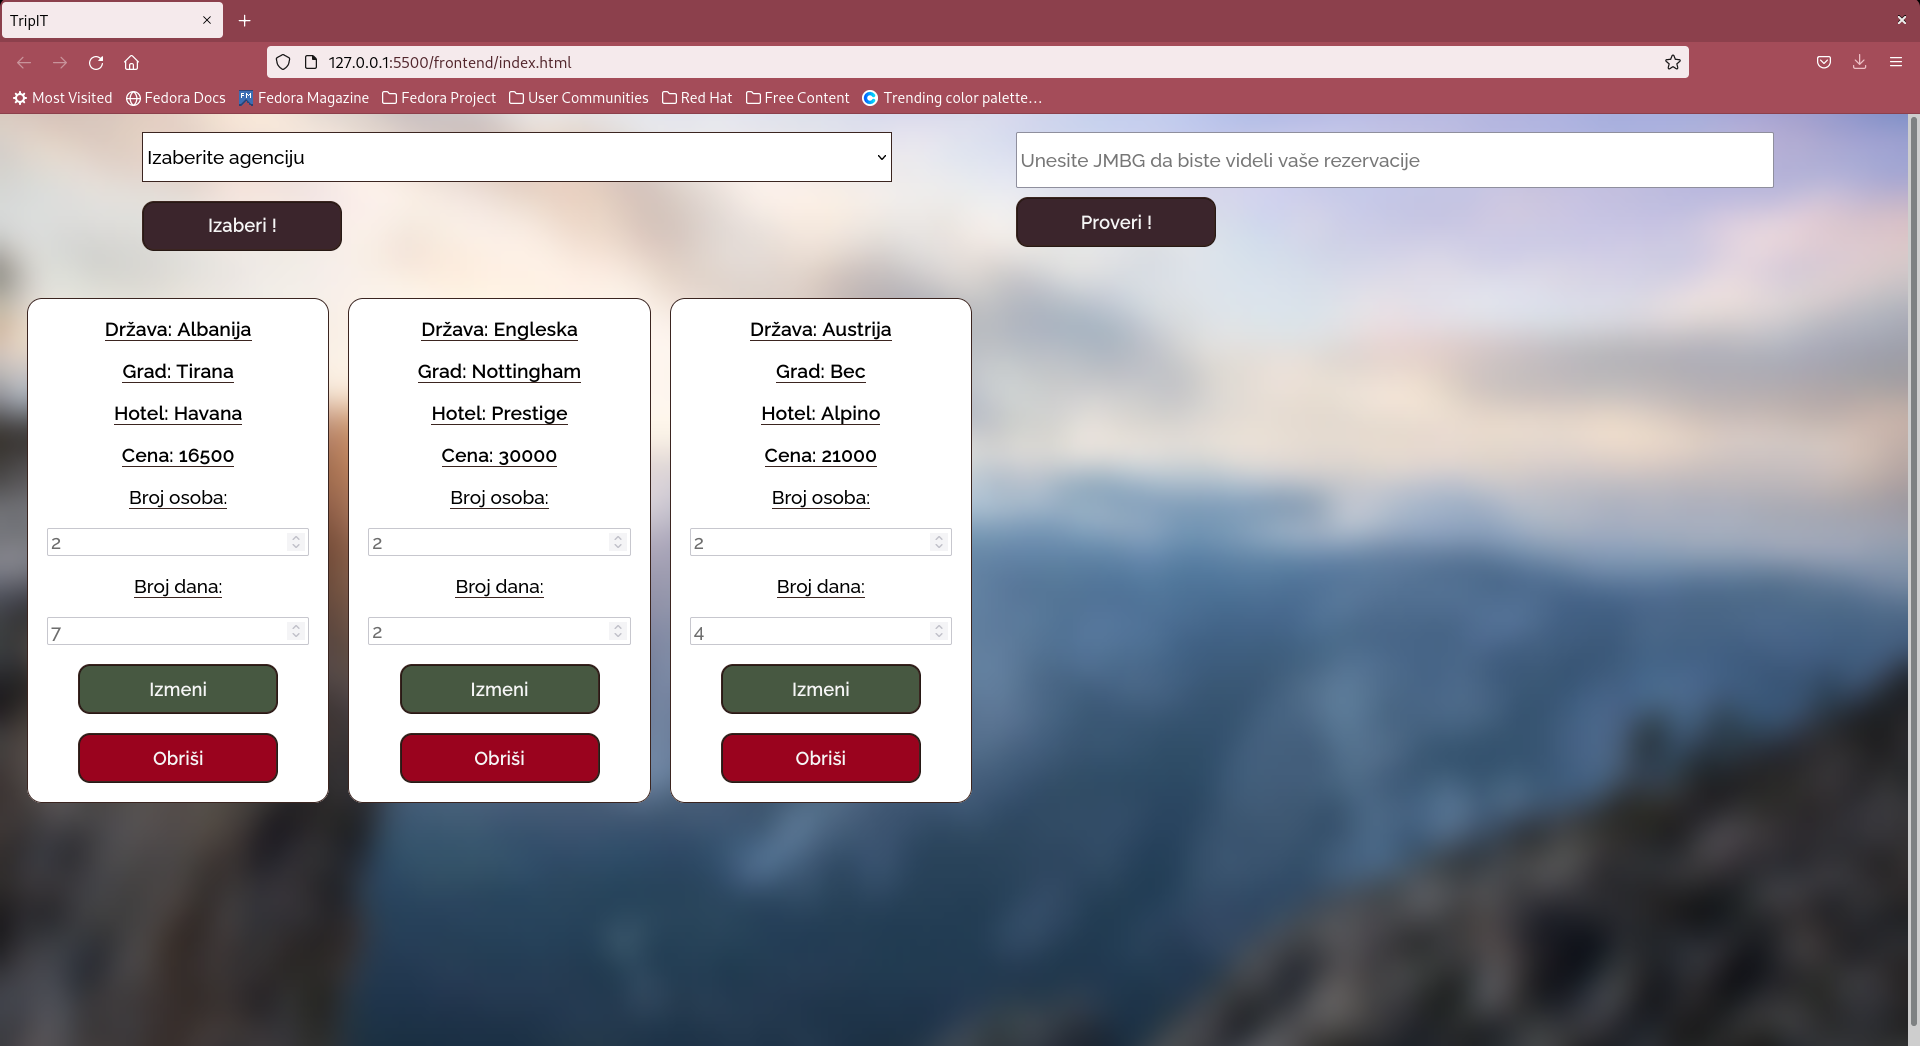 TripIT
127.0.0.1:5500/frontend/index.html
Most Visited Fedora Docs Fedora Magazine Fedora Project User Communities Red Hat Free Content Trending color palette…
Izaberite agenciju
Unesite JMBG da biste videli vaše rezervacije
Izaberi !
Proveri !
Država: Albanija
Grad: Tirana
Hotel: Havana
Cena: 16500
Broj osoba:
2
Broj dana:
7
Izmeni
Obriši
Država: Engleska
Grad: Nottingham
Hotel: Prestige
Cena: 30000
Broj osoba:
2
Broj dana:
2
Izmeni
Obriši
Država: Austrija
Grad: Bec
Hotel: Alpino
Cena: 21000
Broj osoba:
2
Broj dana:
4
Izmeni
Obriši